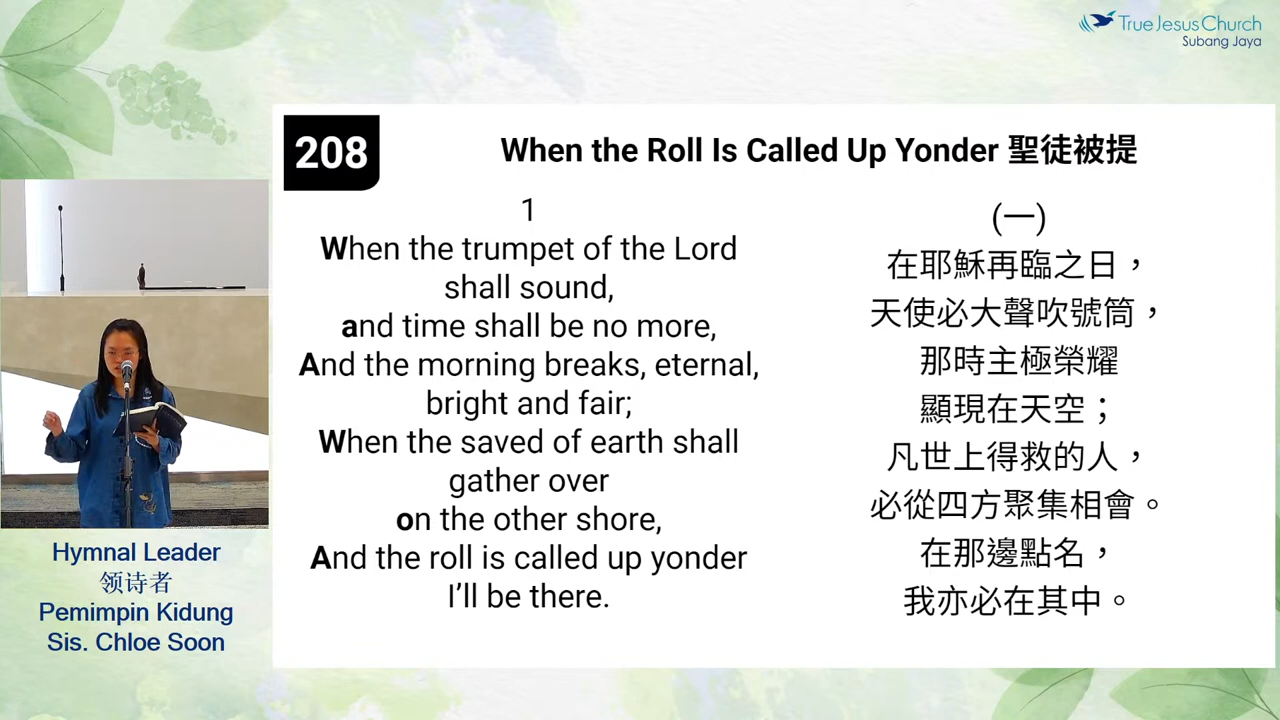 True Jesus Church
Subang Jaya
208
When the Roll Is Called Up Yonder 聖徒被提
1
When the trumpet of the Lord
shall sound,
and time shall be no more,
And the morning breaks, eternal,
bright and fair;
When the saved of earth shall
gather over
on the other shore,
And the roll is called up yonder
I’ll be there.
(一)
在耶穌再臨之日，
天使必大聲吹號筒，
那時主極榮耀
顯現在天空；
凡世上得救的人，
必從四方聚集相會。
在那邊點名，
我亦必在其中。
Hymnal Leader
领诗者
Pemimpin Kidung
Sis. Chloe Soon